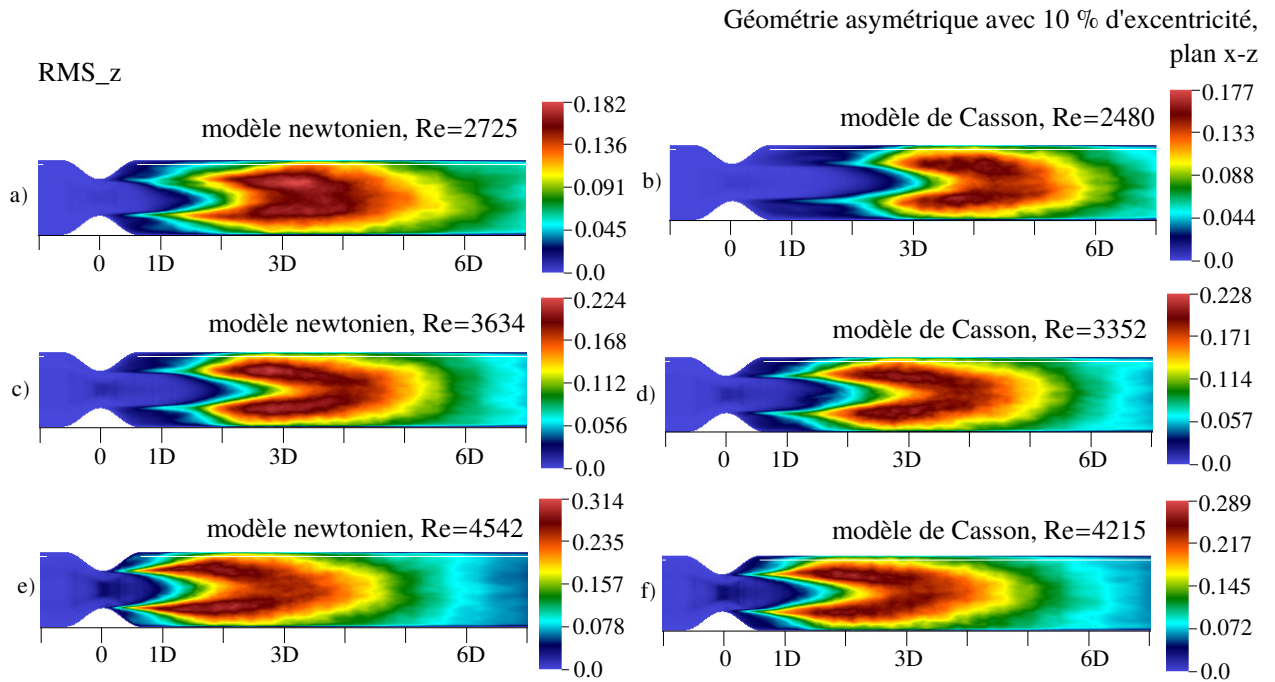 Géométrie asymétrique avec 10 % d'excentricité,
plan x-z
RMS_z
modèle newtonien, Re=2725
a)
0.182
0.136
0.091
0.045
0.0
0 1D 3D 6D
modèle de Casson, Re=2480
b)
0.177
0.133
0.088
0.044
0.0
0 1D 3D 6D
modèle newtonien, Re=3634
c)
0.224
0.168
0.112
0.056
0.0
0 1D 3D 6D
modèle de Casson, Re=3352
d)
0.228
0.171
0.114
0.057
0.0
0 1D 3D 6D
modèle newtonien, Re=4542
e)
0.314
0.235
0.157
0.078
0.0
0 1D 3D 6D
modèle de Casson, Re=4215
f)
0.289
0.217
0.145
0.072
0.0
0 1D 3D 6D